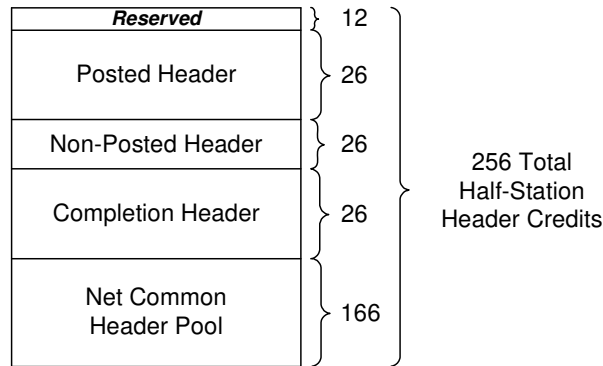 Reserved
12
Posted Header
26
Non-Posted Header
26
Completion Header
26
Net Common
Header Pool
166
256 Total
Half-Station
Header Credits